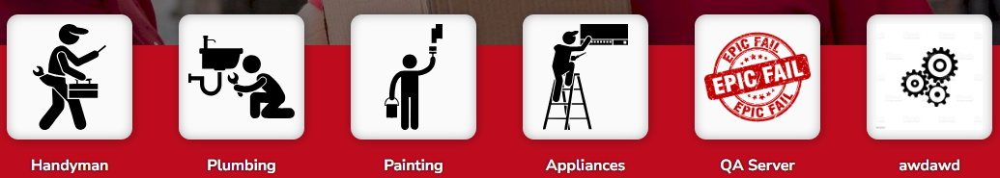 EPIC FAIL
EPIC FAIL
EPIC FAIL
Handyman
Plumbing
Painting
Appliances
QA Server
awdawd